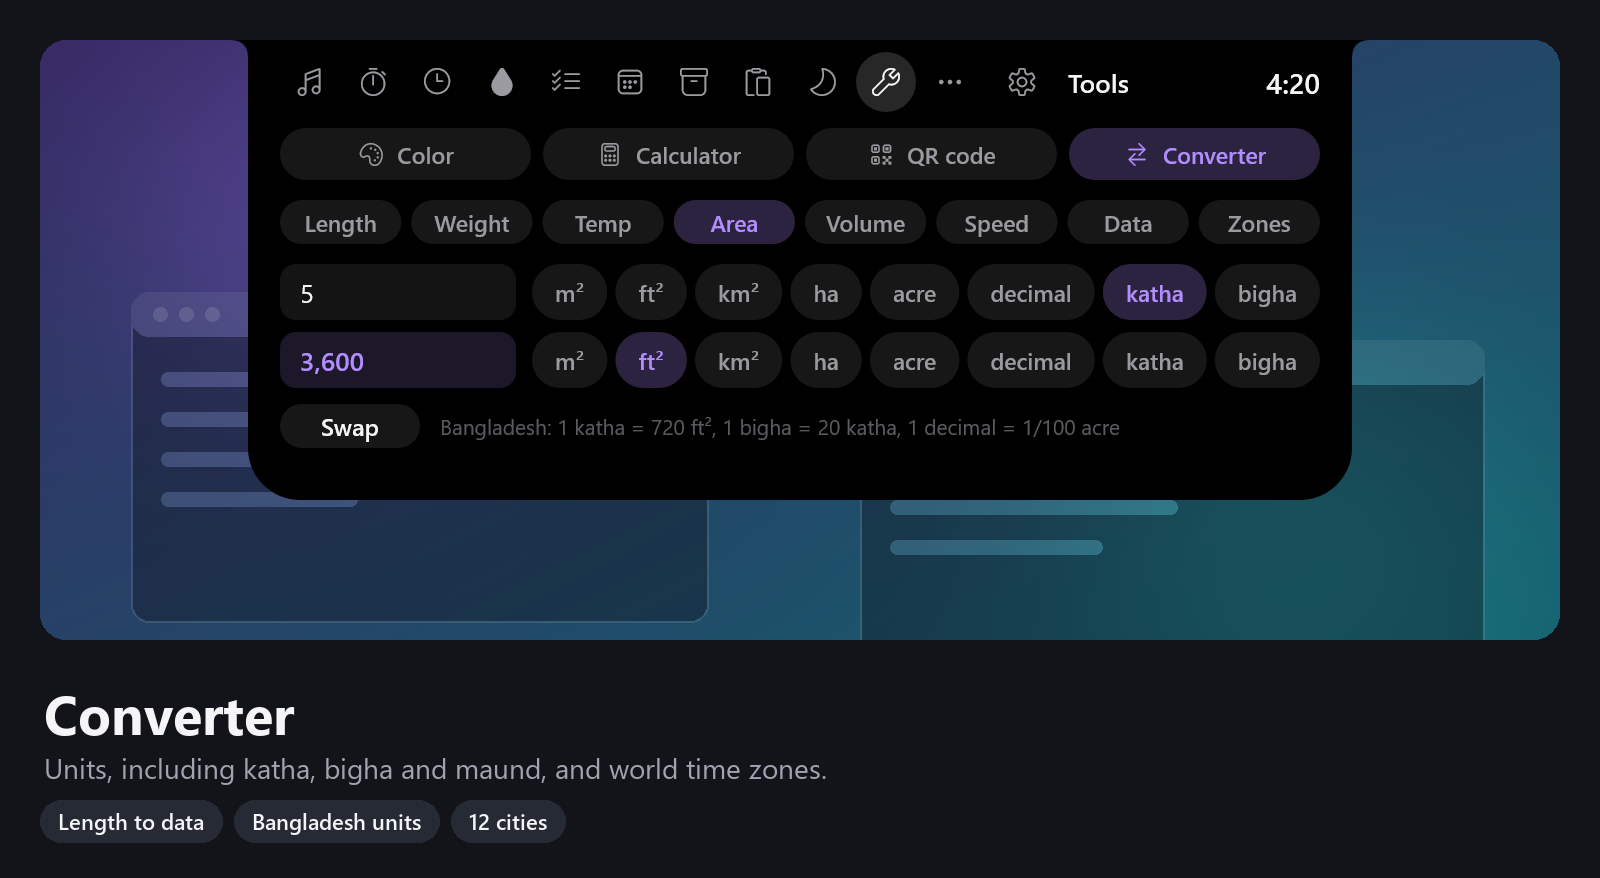 Tools 4:20
Color Calculator QR code Converter
Length Weight Temp Area Volume Speed Data Zones
5 m² ft² km² ha acre decimal katha bigha
3,600 m² ft² km² ha acre decimal katha bigha
Swap Bangladesh: 1 katha = 720 ft², 1 bigha = 20 katha, 1 decimal = 1/100 acre
Converter
Units, including katha, bigha and maund, and world time zones.
Length to data Bangladesh units 12 cities